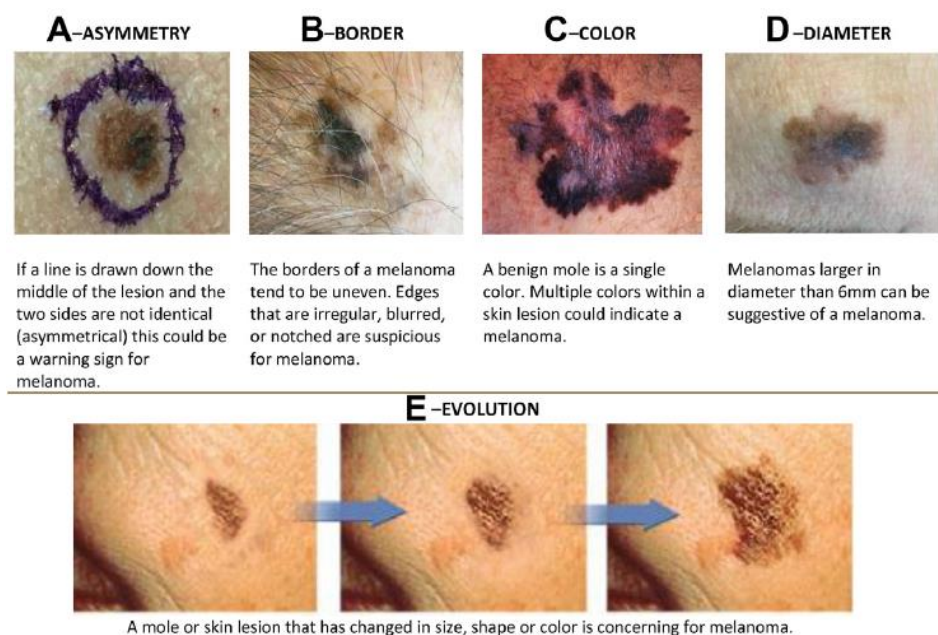 A–ASYMMETRY
B–BORDER
C–COLOR
D–DIAMETER
If a line is drawn down the
middle of the lesion and the
two sides are not identical
(asymmetrical) this could be
a warning sign for
melanoma.
The borders of a melanoma
tend to be uneven. Edges
that are irregular, blurred,
or notched are suspicious
for melanoma.
A benign mole is a single
color. Multiple colors within a
skin lesion could indicate a
melanoma.
Melanomas larger in
diameter than 6mm can be
suggestive of a melanoma.
E–EVOLUTION
A mole or skin lesion that has changed in size, shape or color is concerning for melanoma.